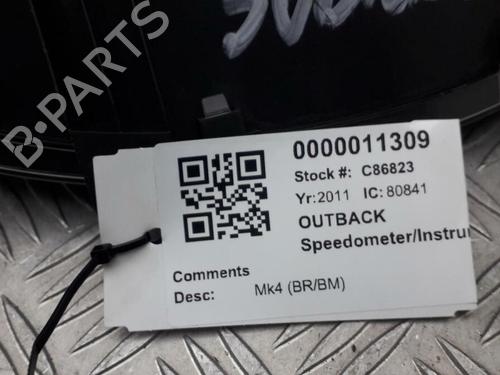 B-PARTS
0000011309
Stock #: C86823
Yr: 2011 IC: 80841
OUTBACK
Speedometer/Instru
Comments
Desc: Mk4 (BR/BM)